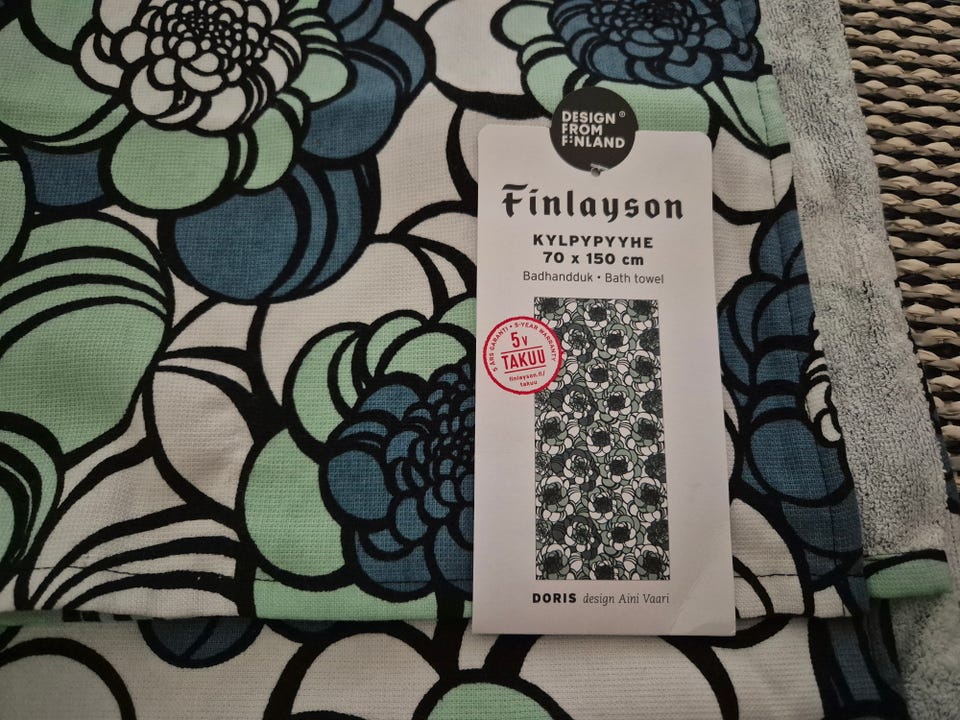 DESIGN ®
FROM
FINLAND
Finlayson
KYLPYPYYHE
70 x 150 cm
Badhandduk • Bath towel
5 ÅRS GARANTI • 5-YEAR WARRANTY
5 v
TAKUU
finlayson.fi/
takuu
DORIS design Aini Vaari